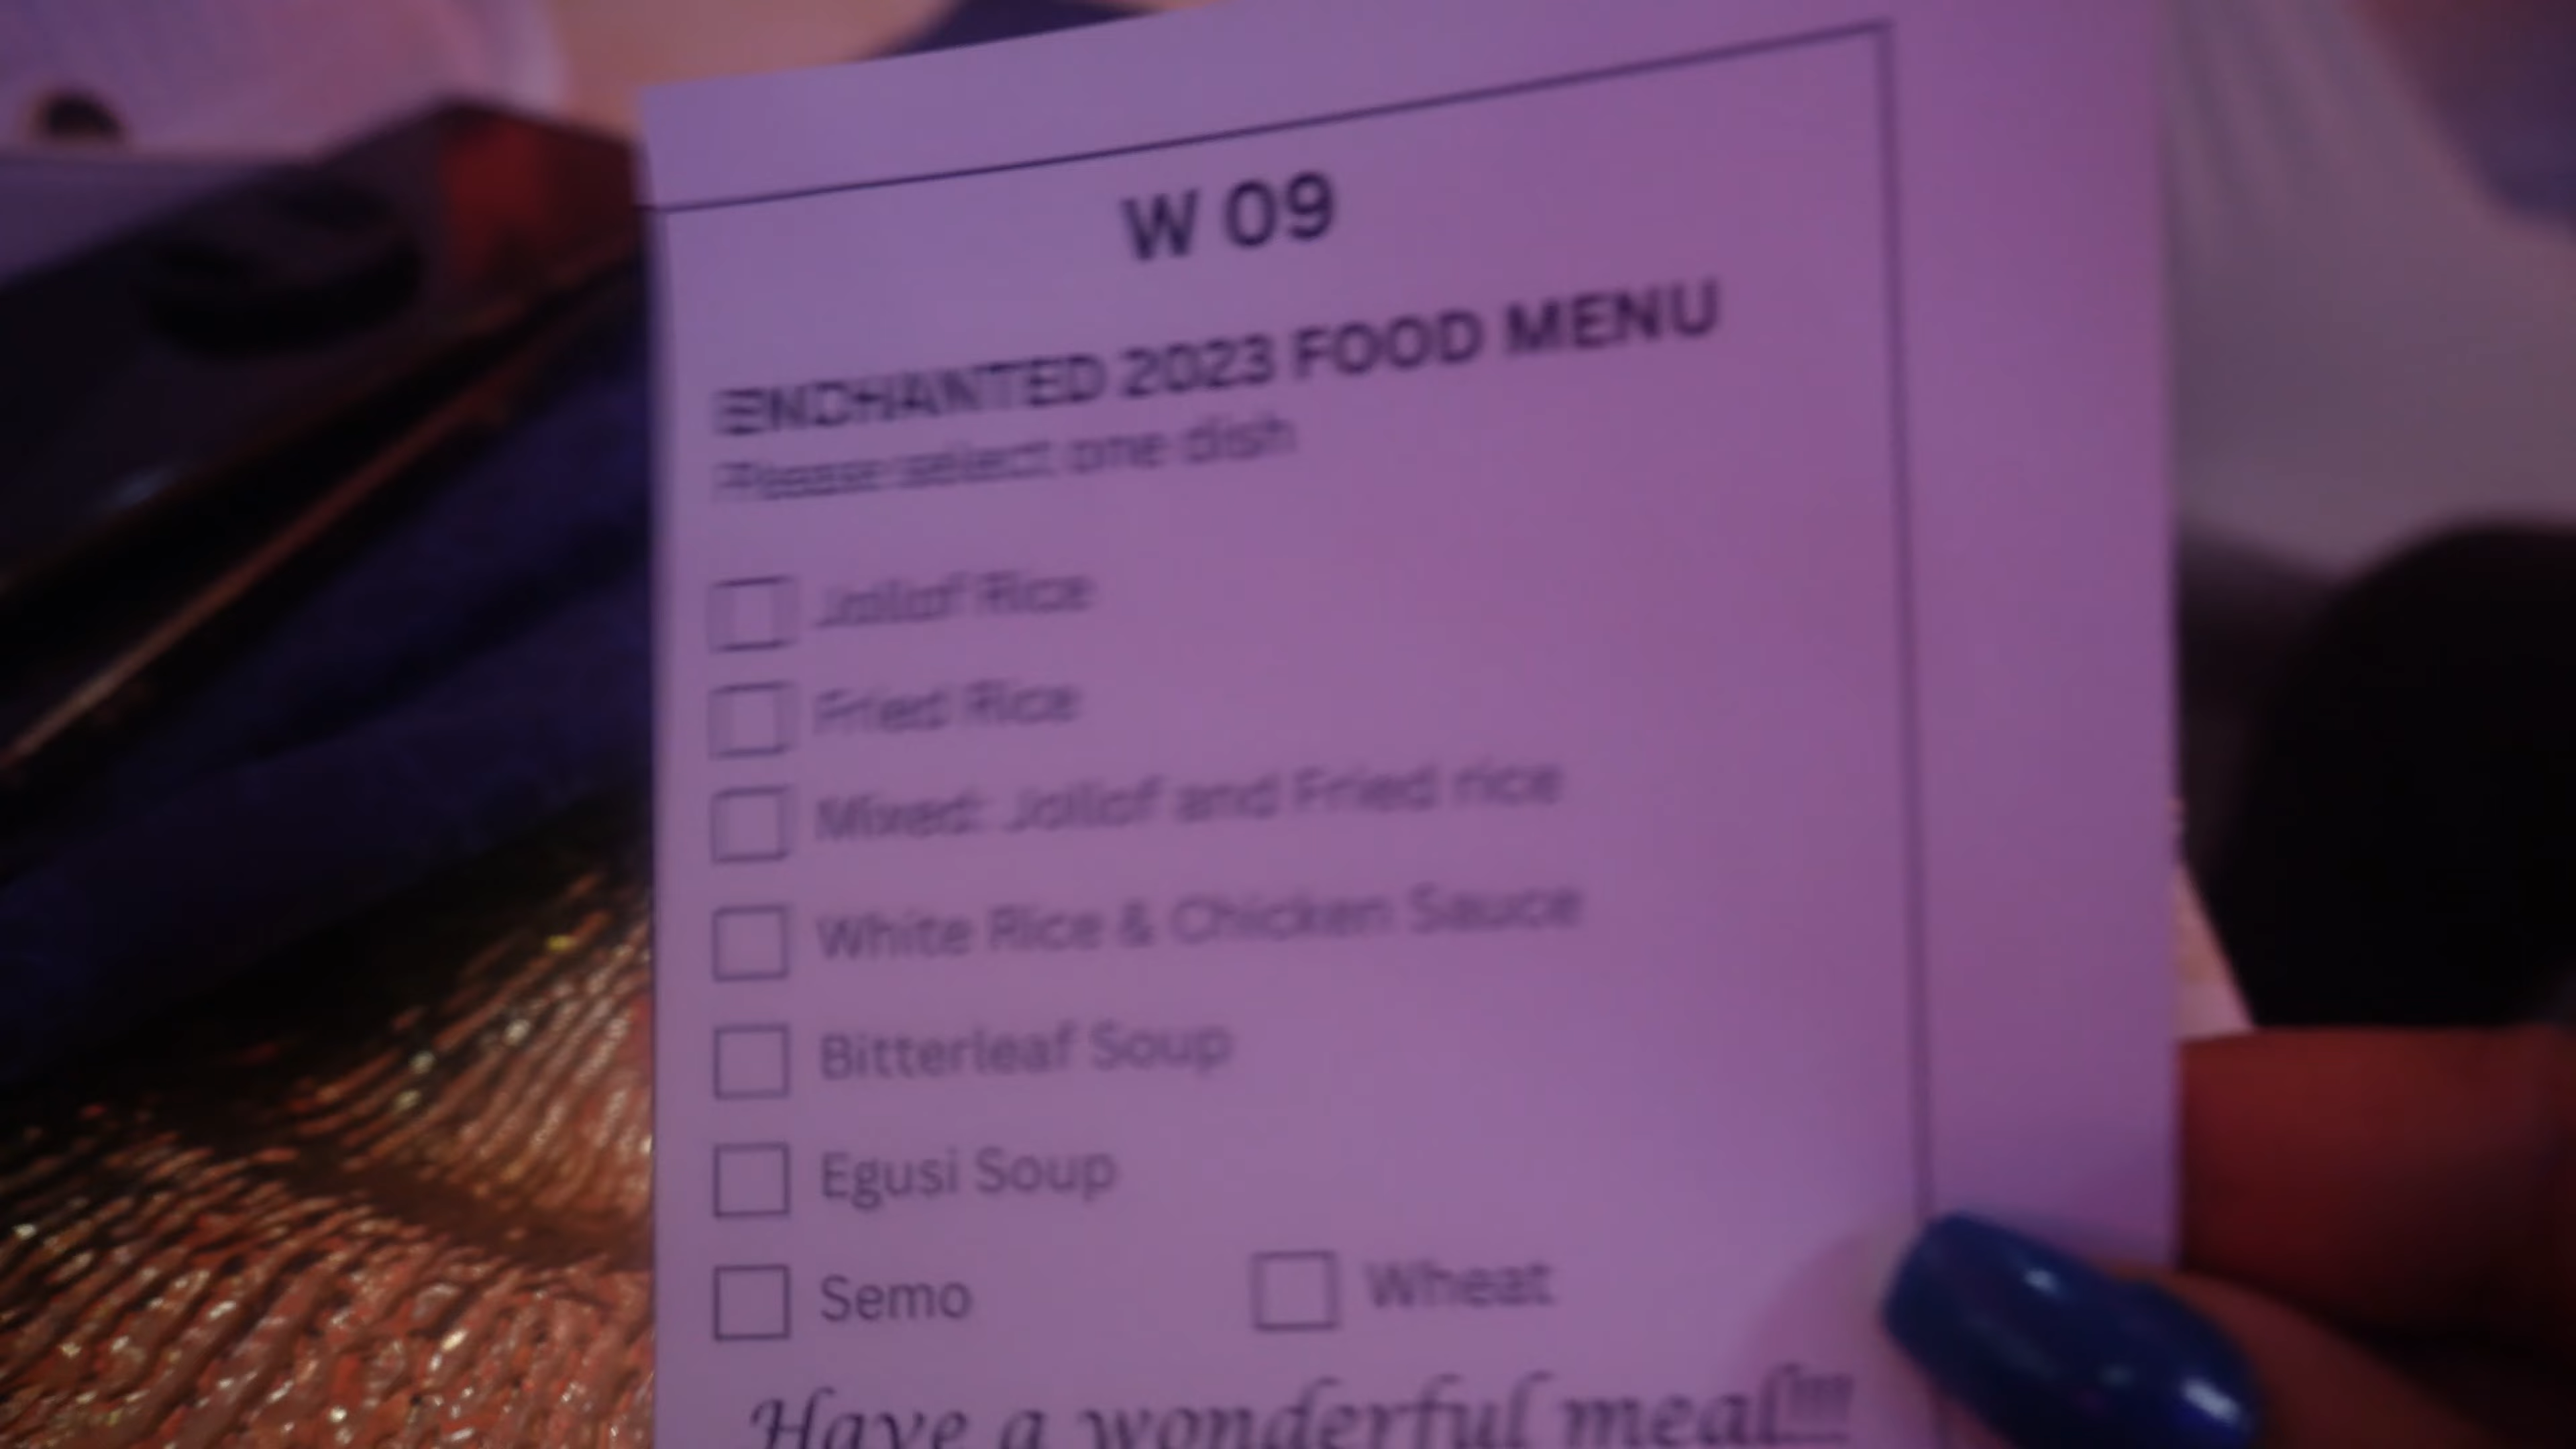 W 09
ENCHANTED 2023 FOOD MENU
Please select one dish
Jollof Rice
Fried Rice
Mixed: Jollof and Fried rice
White Rice & Chicken Sauce
Bitterleaf Soup
Egusi Soup
Semo Wheat
Have a wonderful meal!!!